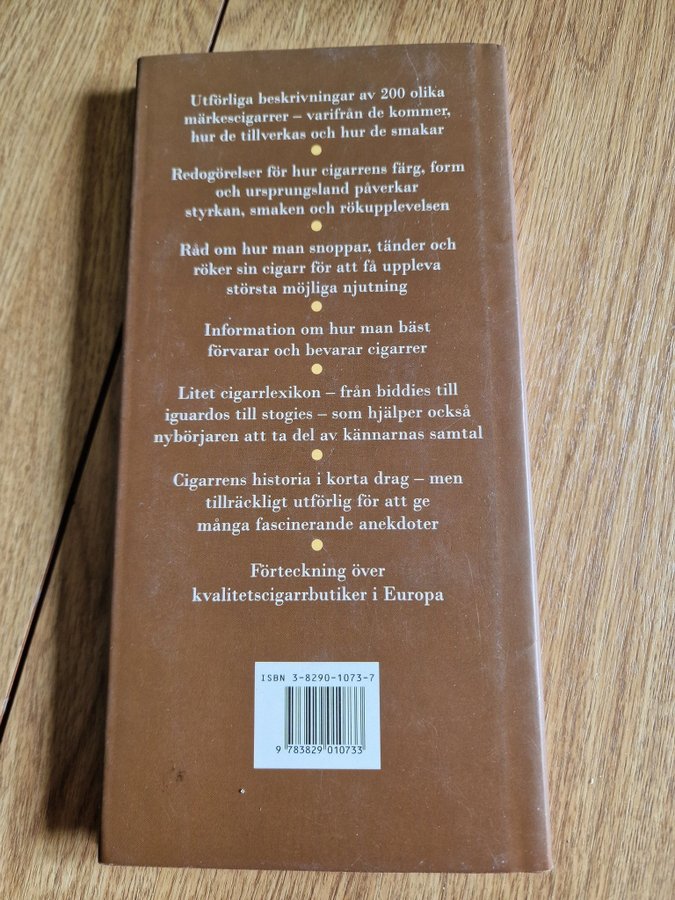 Utförliga beskrivningar av 200 olika
märkescigarrer – varifrån de kommer,
hur de tillverkas och hur de smakar
Redogörelser för hur cigarrens färg, form
och ursprungsland påverkar
styrkan, smaken och rökupplevelsen
Råd om hur man snoppar, tänder och
röker sin cigarr för att få uppleva
största möjliga njutning
Information om hur man bäst
förvarar och bevarar cigarrer
Litet cigarrlexikon – från biddies till
iguardos till stogies – som hjälper också
nybörjaren att ta del av kännarnas samtal
Cigarrens historia i korta drag – men
tillräckligt utförlig för att ge
många fascinerande anekdoter
Förteckning över
kvalitetscigarrbutiker i Europa
ISBN 3-8290-1073-7
9 783829 010733